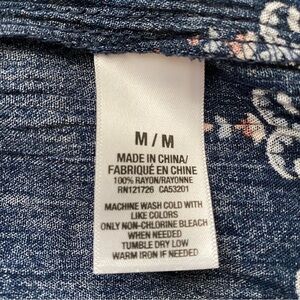 M / M
MADE IN CHINA/
FABRIQUÉ EN CHINE
100% RAYON/RAYONNE
RN121726 CA53201
MACHINE WASH COLD WITH
LIKE COLORS
ONLY NON-CHLORINE BLEACH
WHEN NEEDED
TUMBLE DRY LOW
WARM IRON IF NEEDED